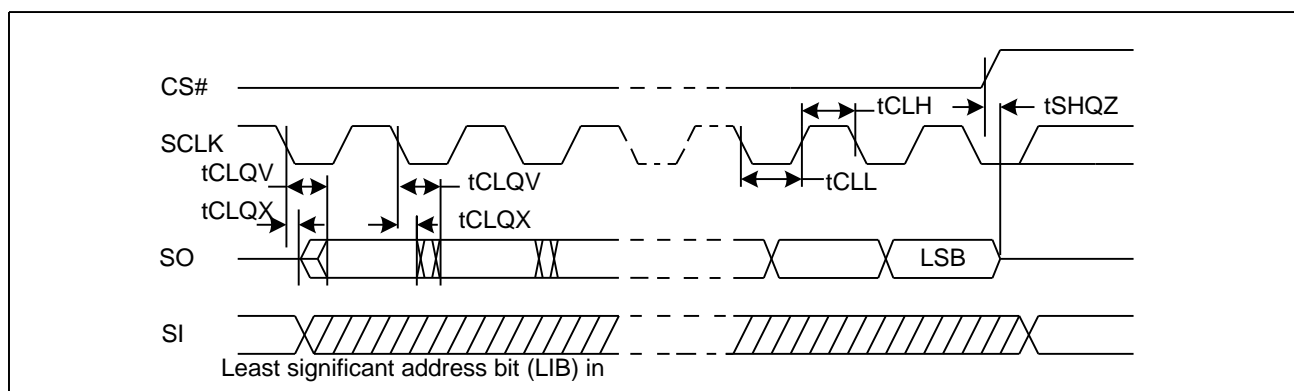 CS#
tCLH
tSHQZ
SCLK
tCLQV
tCLQV
tCLL
tCLQX
tCLQX
SO
LSB
SI
Least significant address bit (LIB) in